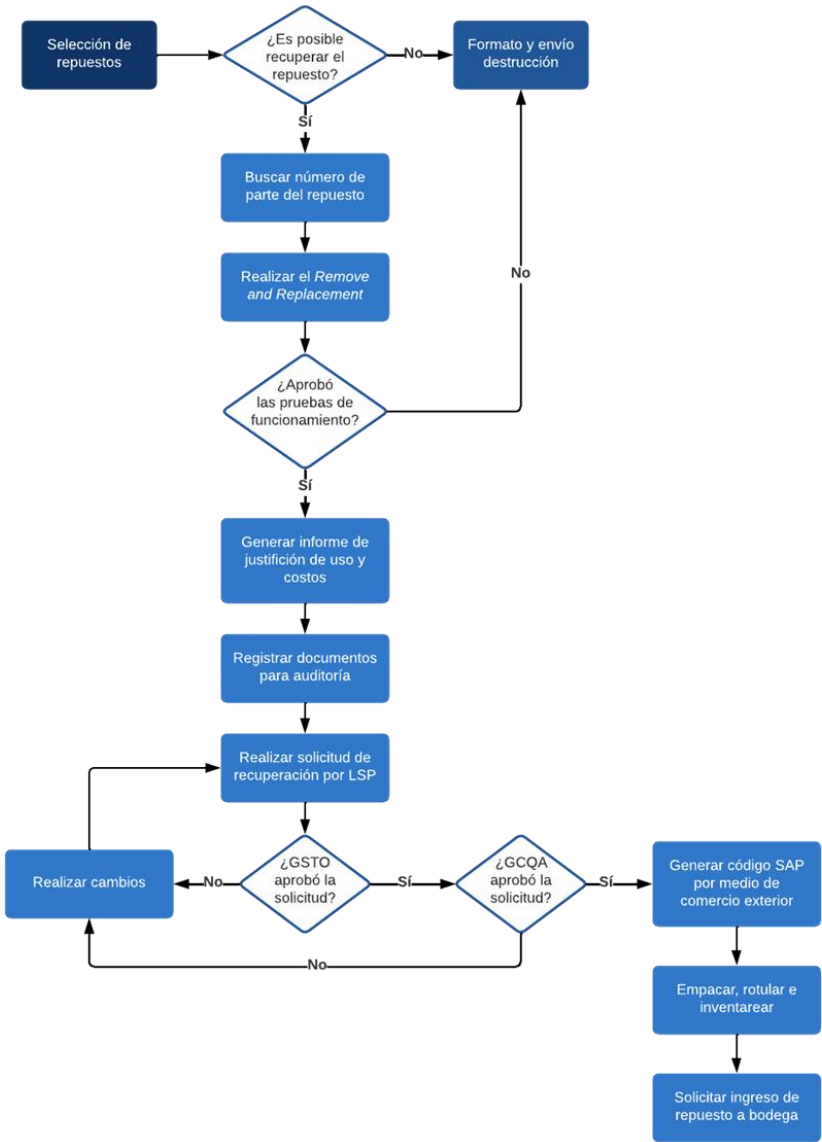 Selección de
repuestos
¿Es posible
recuperar el
repuesto?
No
Formato y envío
destrucción
Sí
Buscar número de
parte del repuesto
Realizar el Remove
and Replacement
No
¿Aprobó
las pruebas de
funcionamiento?
Sí
Generar informe de
justifición de uso y
costos
Registrar documentos
para auditoría
Realizar solicitud de
recuperación por LSP
Realizar cambios
No
¿GSTO
aprobó la
solicitud?
Sí
¿GCQA
aprobó la
solicitud?
Sí
Generar código SAP
por medio de
comercio exterior
No
Empacar, rotular e
inventarear
Solicitar ingreso de
repuesto a bodega